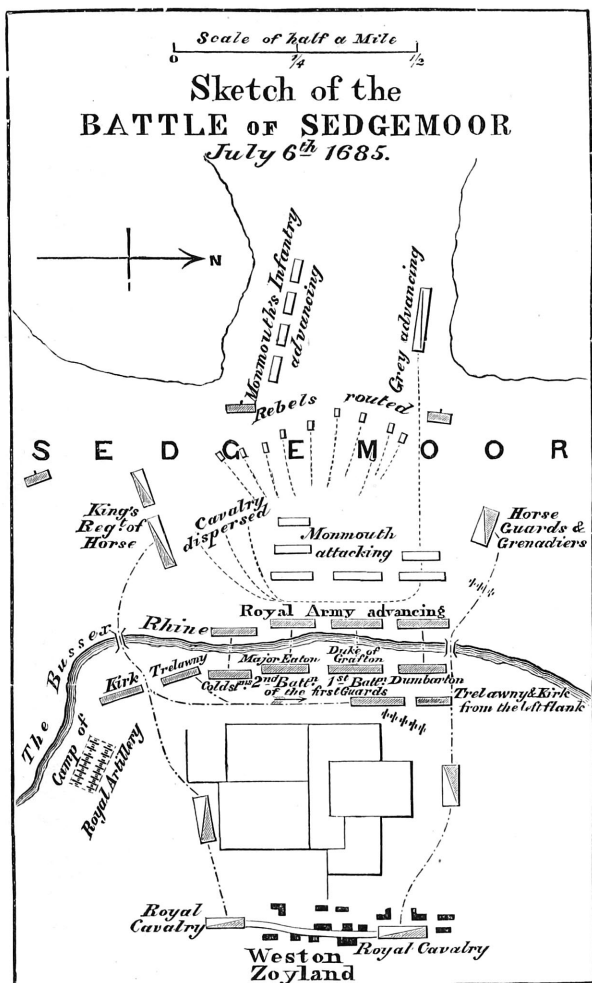 Scale of half a Mile
0 1/4 1/2
Sketch of the
BATTLE OF SEDGEMOOR
July 6th 1685.
N
Monmouth's Infantry
advancing
Grey advancing
Rebels routed
SEDGEMOOR
King's
Regt. of
Horse
Cavalry
dispersed
Monmouth
attacking
Horse
Guards &
Grenadiers
Royal Army advancing
The Bussex Rhine
Kirk
Trelawny
Coldsms
Major Eaton
2nd Battn
Duke of
Grafton
1st Battn
of the first Guards
Dumbarton
Trelawny & Kirk
from the left flank
Camp of
Royal Artillery
Royal
Cavalry
Royal Cavalry
Weston
Zoyland